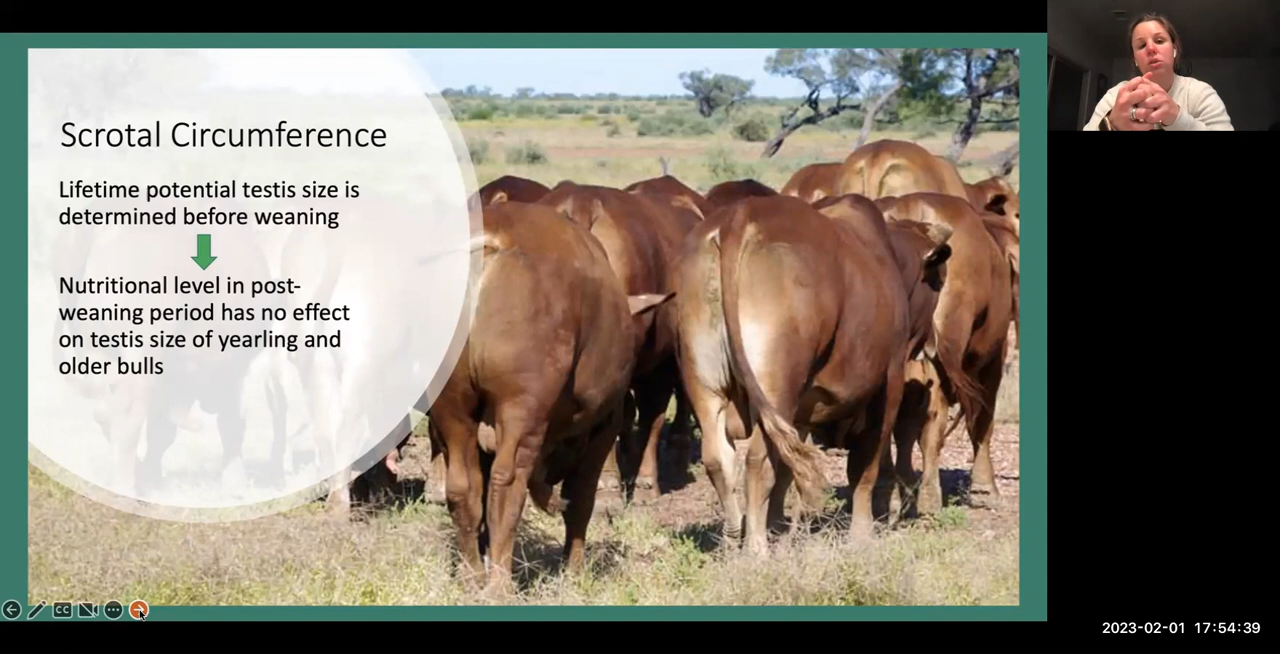 Scrotal Circumference
Lifetime potential testis size is
determined before weaning
Nutritional level in post-
weaning period has no effect
on testis size of yearling and
older bulls
CC
2023-02-01 17:54:39